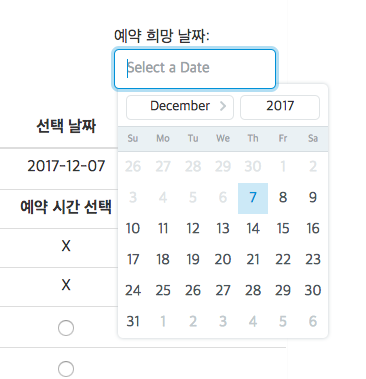 예약 희망 날짜:
Select a Date
December 2017
선택 날짜
Su Mo Tu We Th Fr Sa
2017-12-07
26 27 28 29 30 1 2
3 4 5 6 7 8 9
예약 시간 선택
10 11 12 13 14 15 16
X
17 18 19 20 21 22 23
X
24 25 26 27 28 29 30
31 1 2 3 4 5 6